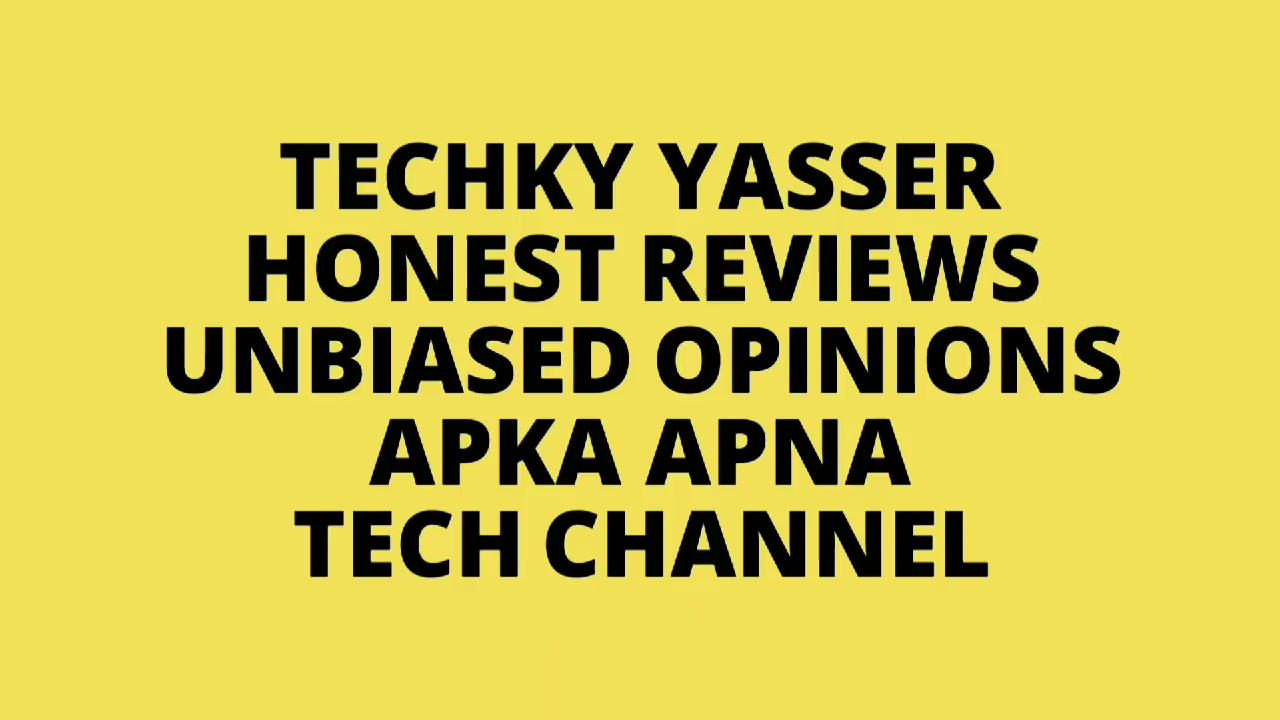 TECHKY YASSER
HONEST REVIEWS
UNBIASED OPINIONS
APKA APNA
TECH CHANNEL